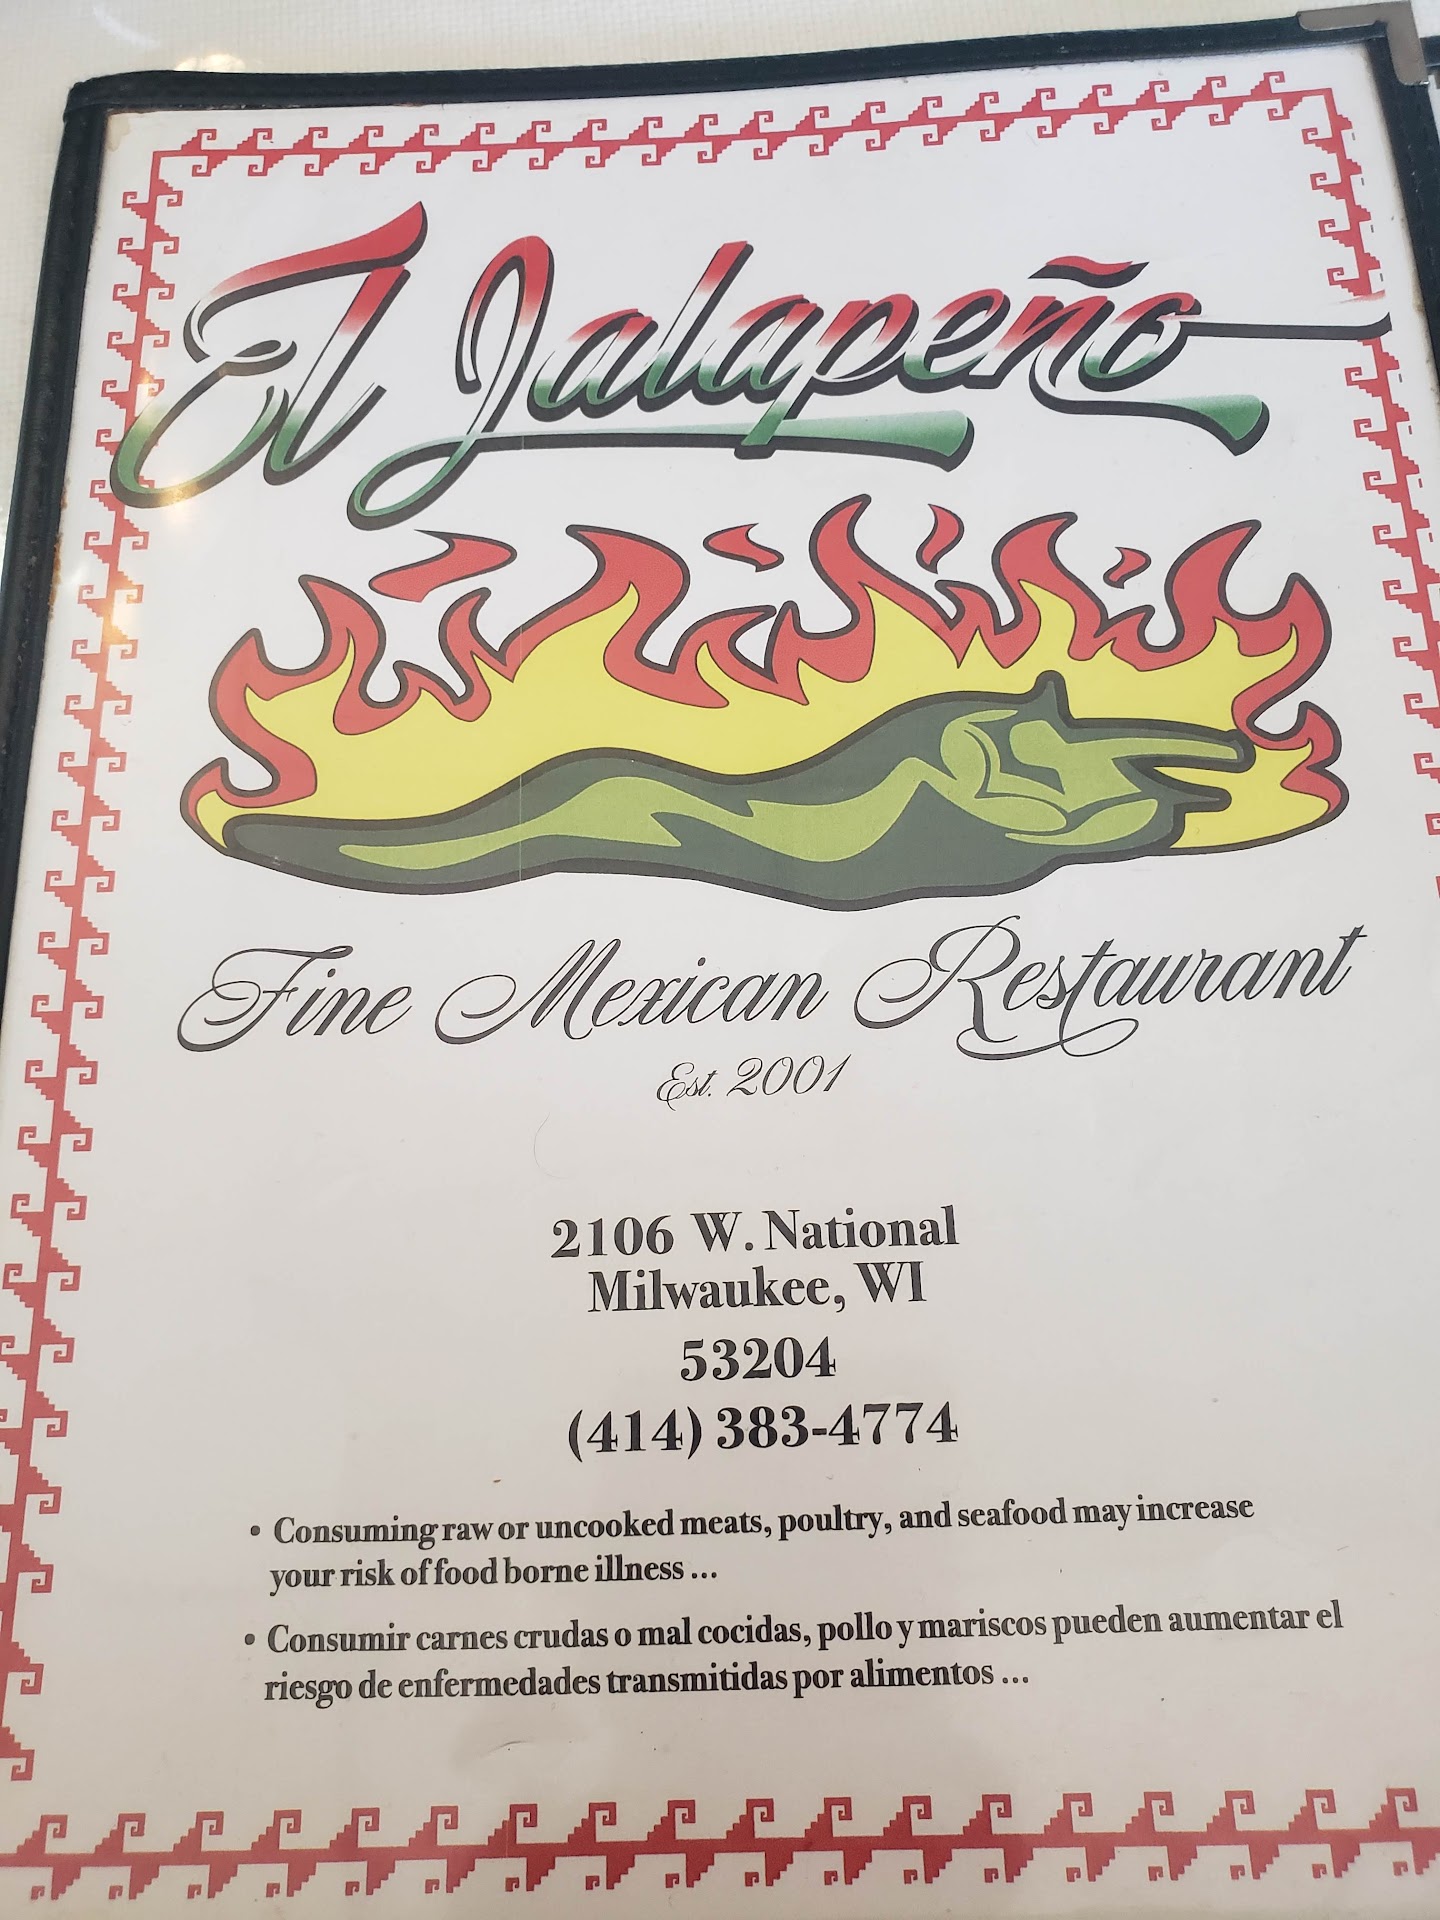 El Jalapeño
Fine Mexican Restaurant
Est. 2001
2106 W. National
Milwaukee, WI
53204
(414) 383-4774
• Consuming raw or uncooked meats, poultry, and seafood may increase
your risk of food borne illness ...
• Consumir carnes crudas o mal cocidas, pollo y mariscos pueden aumentar el
riesgo de enfermedades transmitidas por alimentos ...